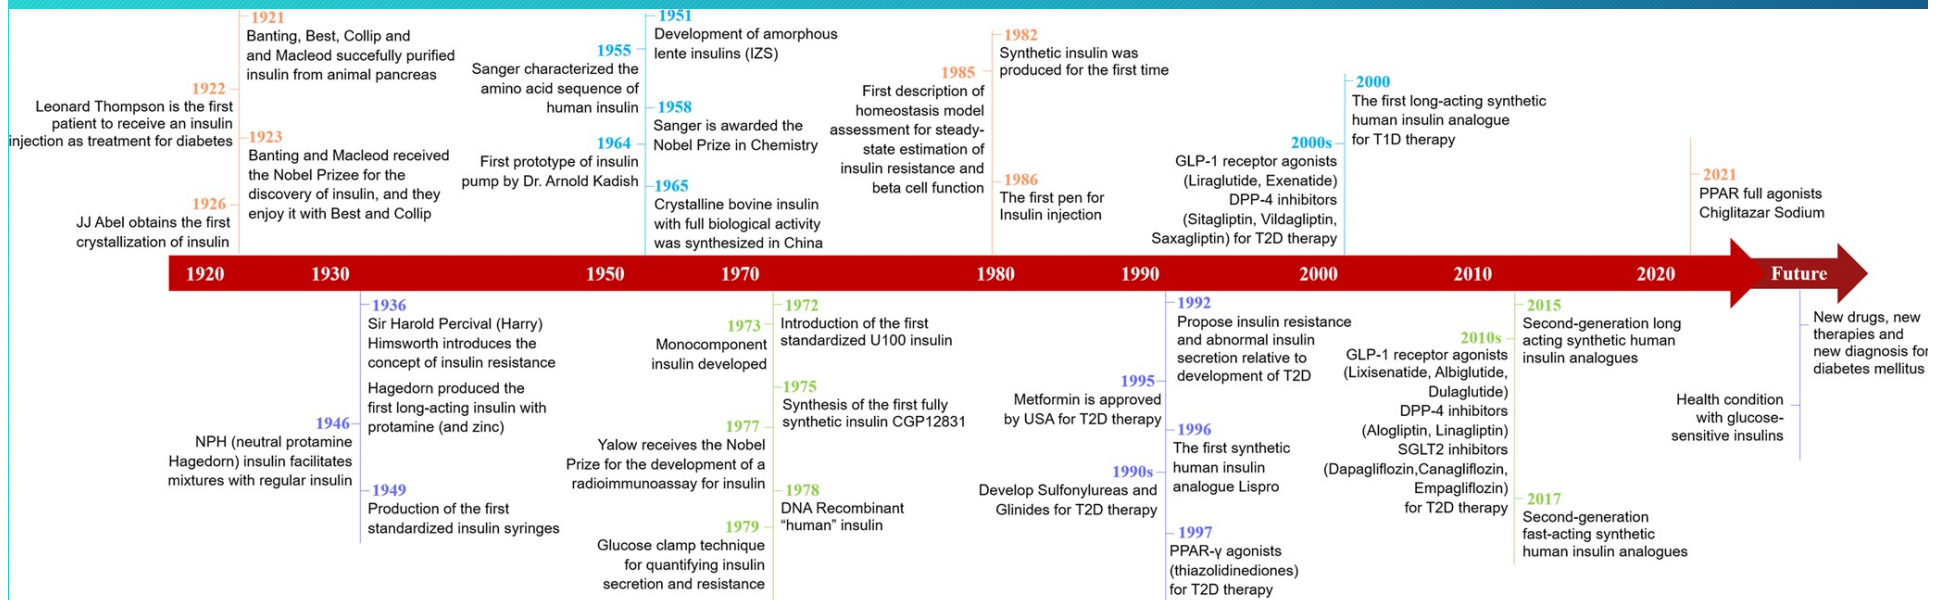 1921
Banting, Best, Collip and
and Macleod succefully purified
insulin from animal pancreas
1922
Leonard Thompson is the first
patient to receive an insulin
injection as treatment for diabetes
1923
Banting and Macleod received
the Nobel Prizee for the
discovery of insulin, and they
enjoy it with Best and Collip
1926
JJ Abel obtains the first
crystallization of insulin
1951
Development of amorphous
lente insulins (IZS)
1955
Sanger characterized the
amino acid sequence of
human insulin
1958
Sanger is awarded the
Nobel Prize in Chemistry
1964
First prototype of insulin
pump by Dr. Arnold Kadish
1965
Crystalline bovine insulin
with full biological activity
was synthesized in China
1982
Synthetic insulin was
produced for the first time
1985
First description of
homeostasis model
assessment for steady-
state estimation of
insulin resistance and
beta cell function
1986
The first pen for
Insulin injection
2000
The first long-acting synthetic
human insulin analogue
for T1D therapy
2000s
GLP-1 receptor agonists
(Liraglutide, Exenatide)
DPP-4 inhibitors
(Sitagliptin, Vildagliptin,
Saxagliptin) for T2D therapy
2021
PPAR full agonists
Chiglitazar Sodium
1920 1930 1950 1970 1980 1990 2000 2010 2020 Future
1936
Sir Harold Percival (Harry)
Himsworth introduces the
concept of insulin resistance
Hagedorn produced the
first long-acting insulin with
protamine (and zinc)
1946
NPH (neutral protamine
Hagedorn) insulin facilitates
mixtures with regular insulin
1949
Production of the first
standardized insulin syringes
1972
Introduction of the first
standardized U100 insulin
1973
Monocomponent
insulin developed
1975
Synthesis of the first fully
synthetic insulin CGP12831
1977
Yalow receives the Nobel
Prize for the development of a
radioimmunoassay for insulin
1978
DNA Recombinant
“human” insulin
1979
Glucose clamp technique
for quantifying insulin
secretion and resistance
1992
Propose insulin resistance
and abnormal insulin
secretion relative to
development of T2D
1995
Metformin is approved
by USA for T2D therapy
1996
The first synthetic
human insulin
analogue Lispro
1990s
Develop Sulfonylureas and
Glinides for T2D therapy
1997
PPAR-γ agonists
(thiazolidinediones)
for T2D therapy
2015
Second-generation long
acting synthetic human
insulin analogues
2010s
GLP-1 receptor agonists
(Lixisenatide, Albiglutide,
Dulaglutide)
DPP-4 inhibitors
(Alogliptin, Linagliptin)
SGLT2 inhibitors
(Dapagliflozin,Canagliflozin,
Empagliflozin)
for T2D therapy
2017
Second-generation
fast-acting synthetic
human insulin analogues
New drugs, new
therapies and
new diagnosis for
diabetes mellitus
Health condition
with glucose-
sensitive insulins